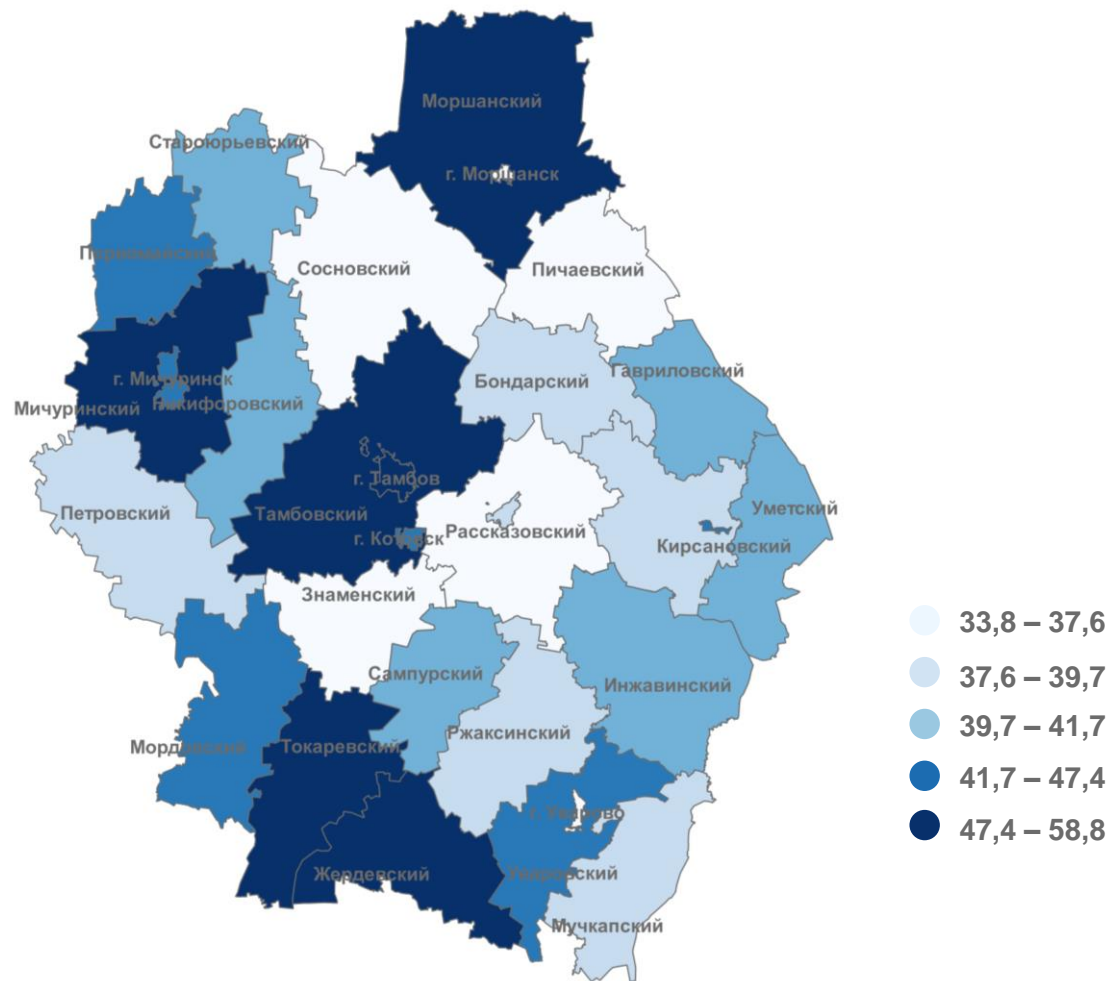 Моршанский
Староюрьевский
г. Моршанск
Первомайский
Сосновский
Пичаевский
Гавриловский
г. Мичуринск
Бондарский
Мичуринский
Никифоровский
г. Тамбов
Петровский
Тамбовский
Уметский
г. Котовск
Рассказовский
Кирсановский
Знаменский
Сампурский
Инжавинский
Ржаксинский
Мордовский
Токаревский
г. Уварово
Жердевский
Уваровский
Мучкапский
33,8 – 37,6
37,6 – 39,7
39,7 – 41,7
41,7 – 47,4
47,4 – 58,8